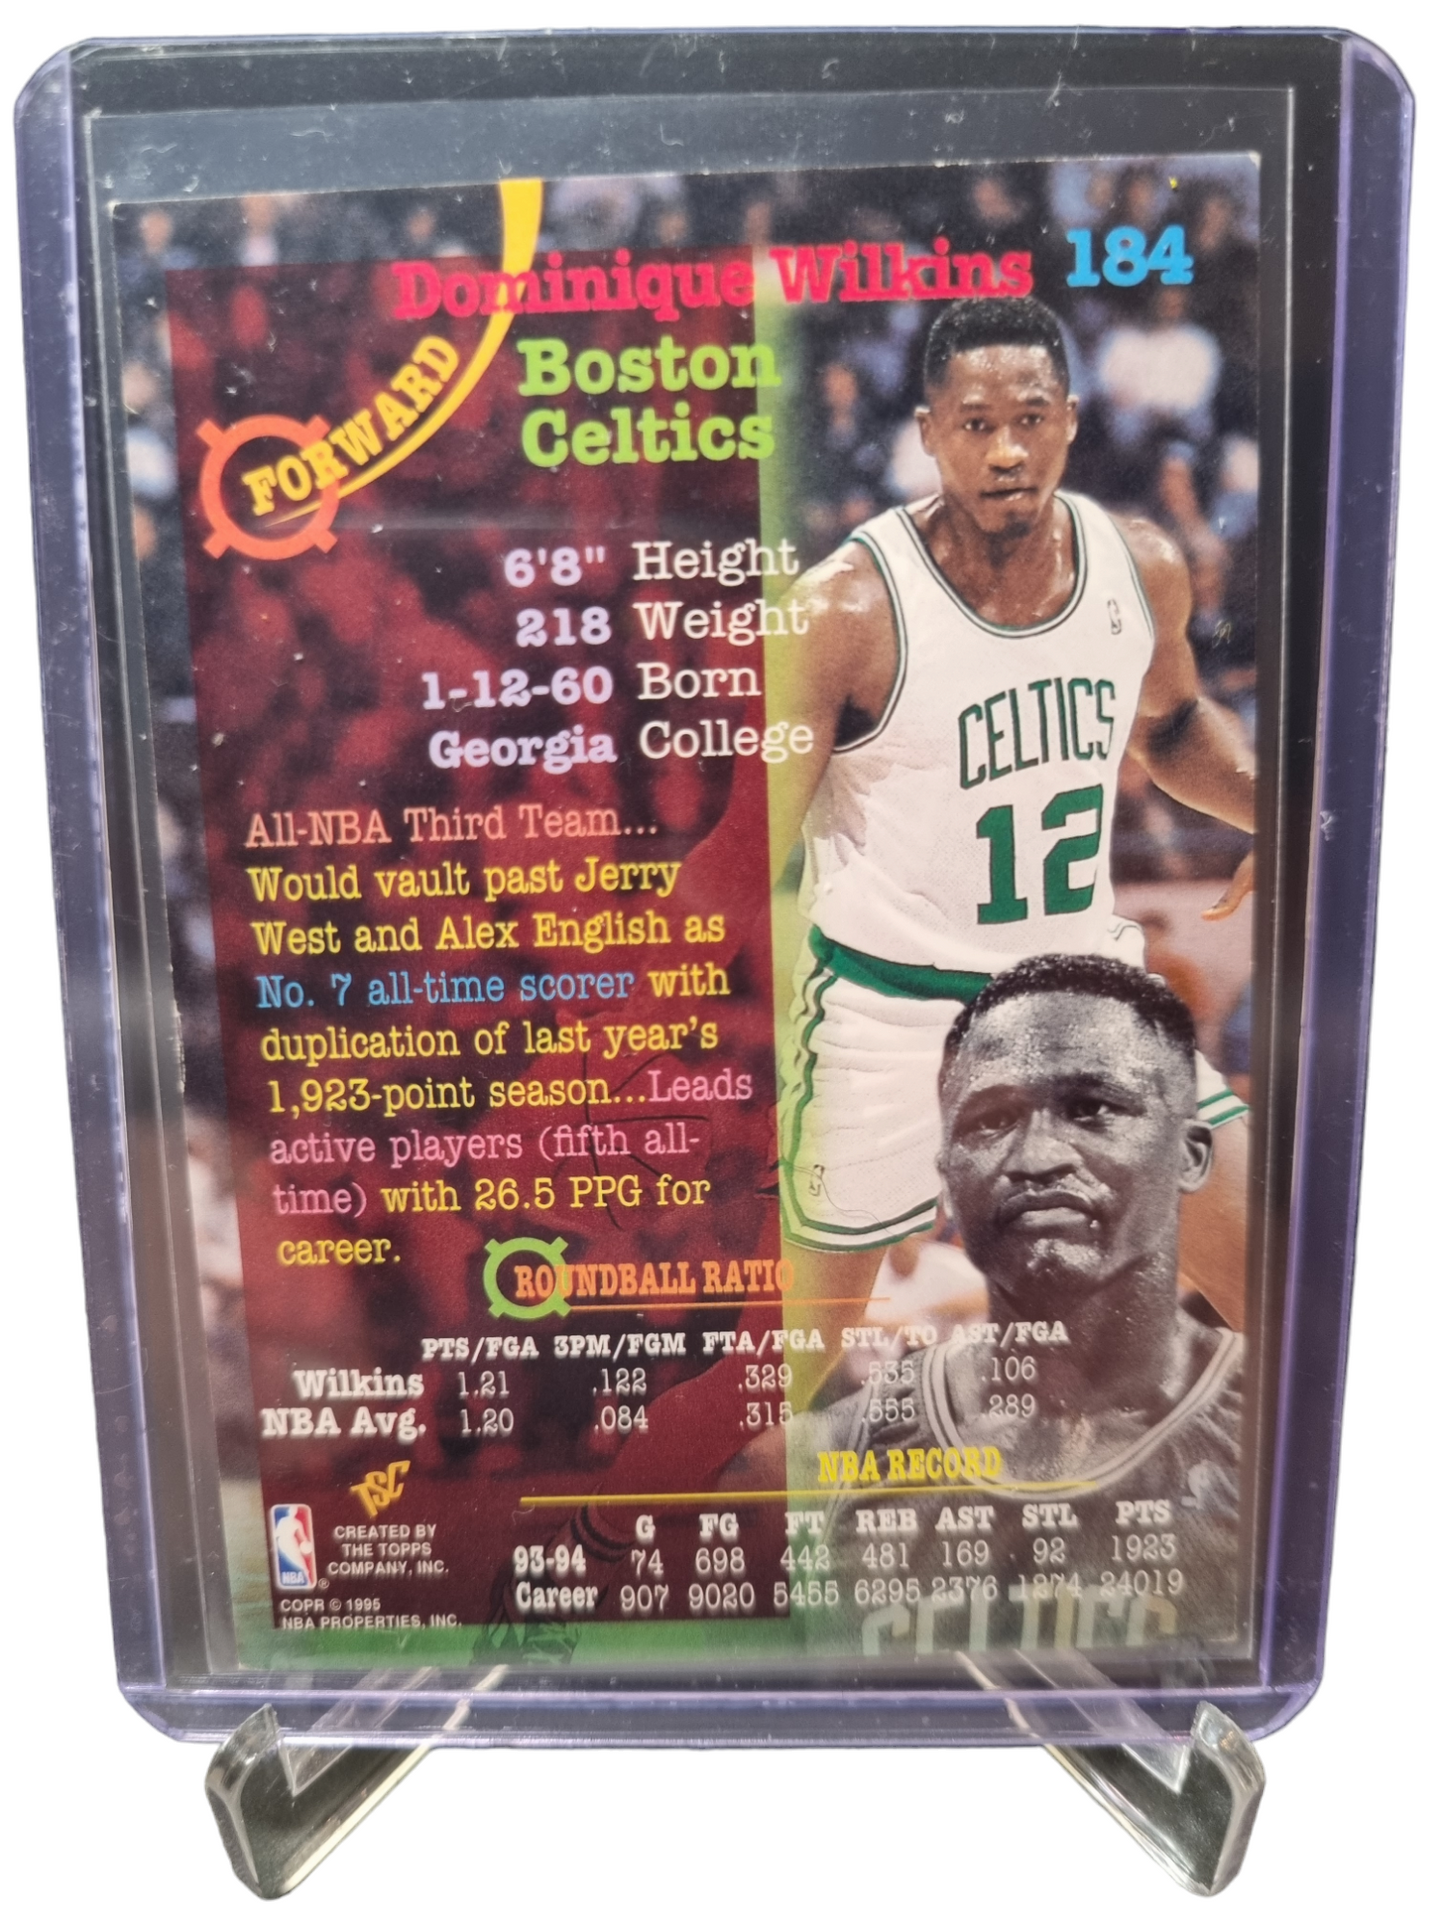 Dominique Wilkins 184
FORWARD
Boston
Celtics
6'8" Height
218 Weight
1-12-60 Born
Georgia College
CELTICS
12
All-NBA Third Team...
Would vault past Jerry
West and Alex English as
No. 7 all-time scorer with
duplication of last year's
1,923-point season...Leads
active players (fifth all-
time) with 26.5 PPG for
career.
ROUNDBALL RATIO
PTS/FGA 3PM/FGM FTA/FGA STL/TO AST/FGA
Wilkins 1.21 .122 .329 .535 .106
NBA Avg. 1.20 .084 .315 .555 .289
NBA RECORD
G FG FT REB AST STL PTS
93-94 74 698 442 481 169 92 1923
Career 907 9020 5455 6295 2376 1274 24019
TSC
CREATED BY
THE TOPPS
COMPANY, INC.
NBA ®
COPR © 1995
NBA PROPERTIES, INC.
CELTICS